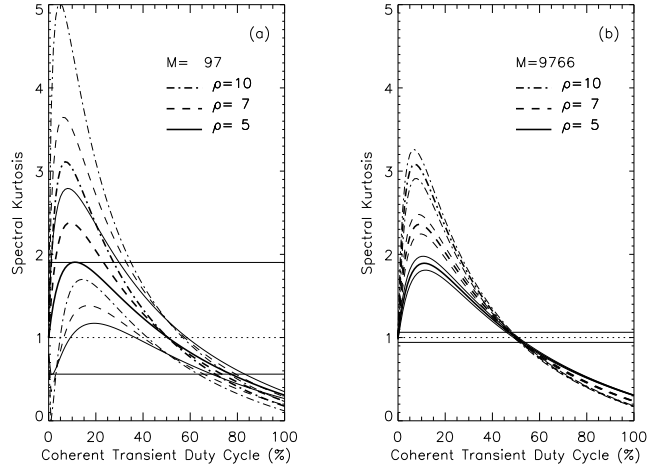 (a)
M= 97
ρ=10
ρ= 7
ρ= 5
Spectral Kurtosis
5
4
3
2
1
0
0 20 40 60 80 100
Coherent Transient Duty Cycle (%)
(b)
M=9766
ρ=10
ρ= 7
ρ= 5
Spectral Kurtosis
5
4
3
2
1
0
0 20 40 60 80 100
Coherent Transient Duty Cycle (%)